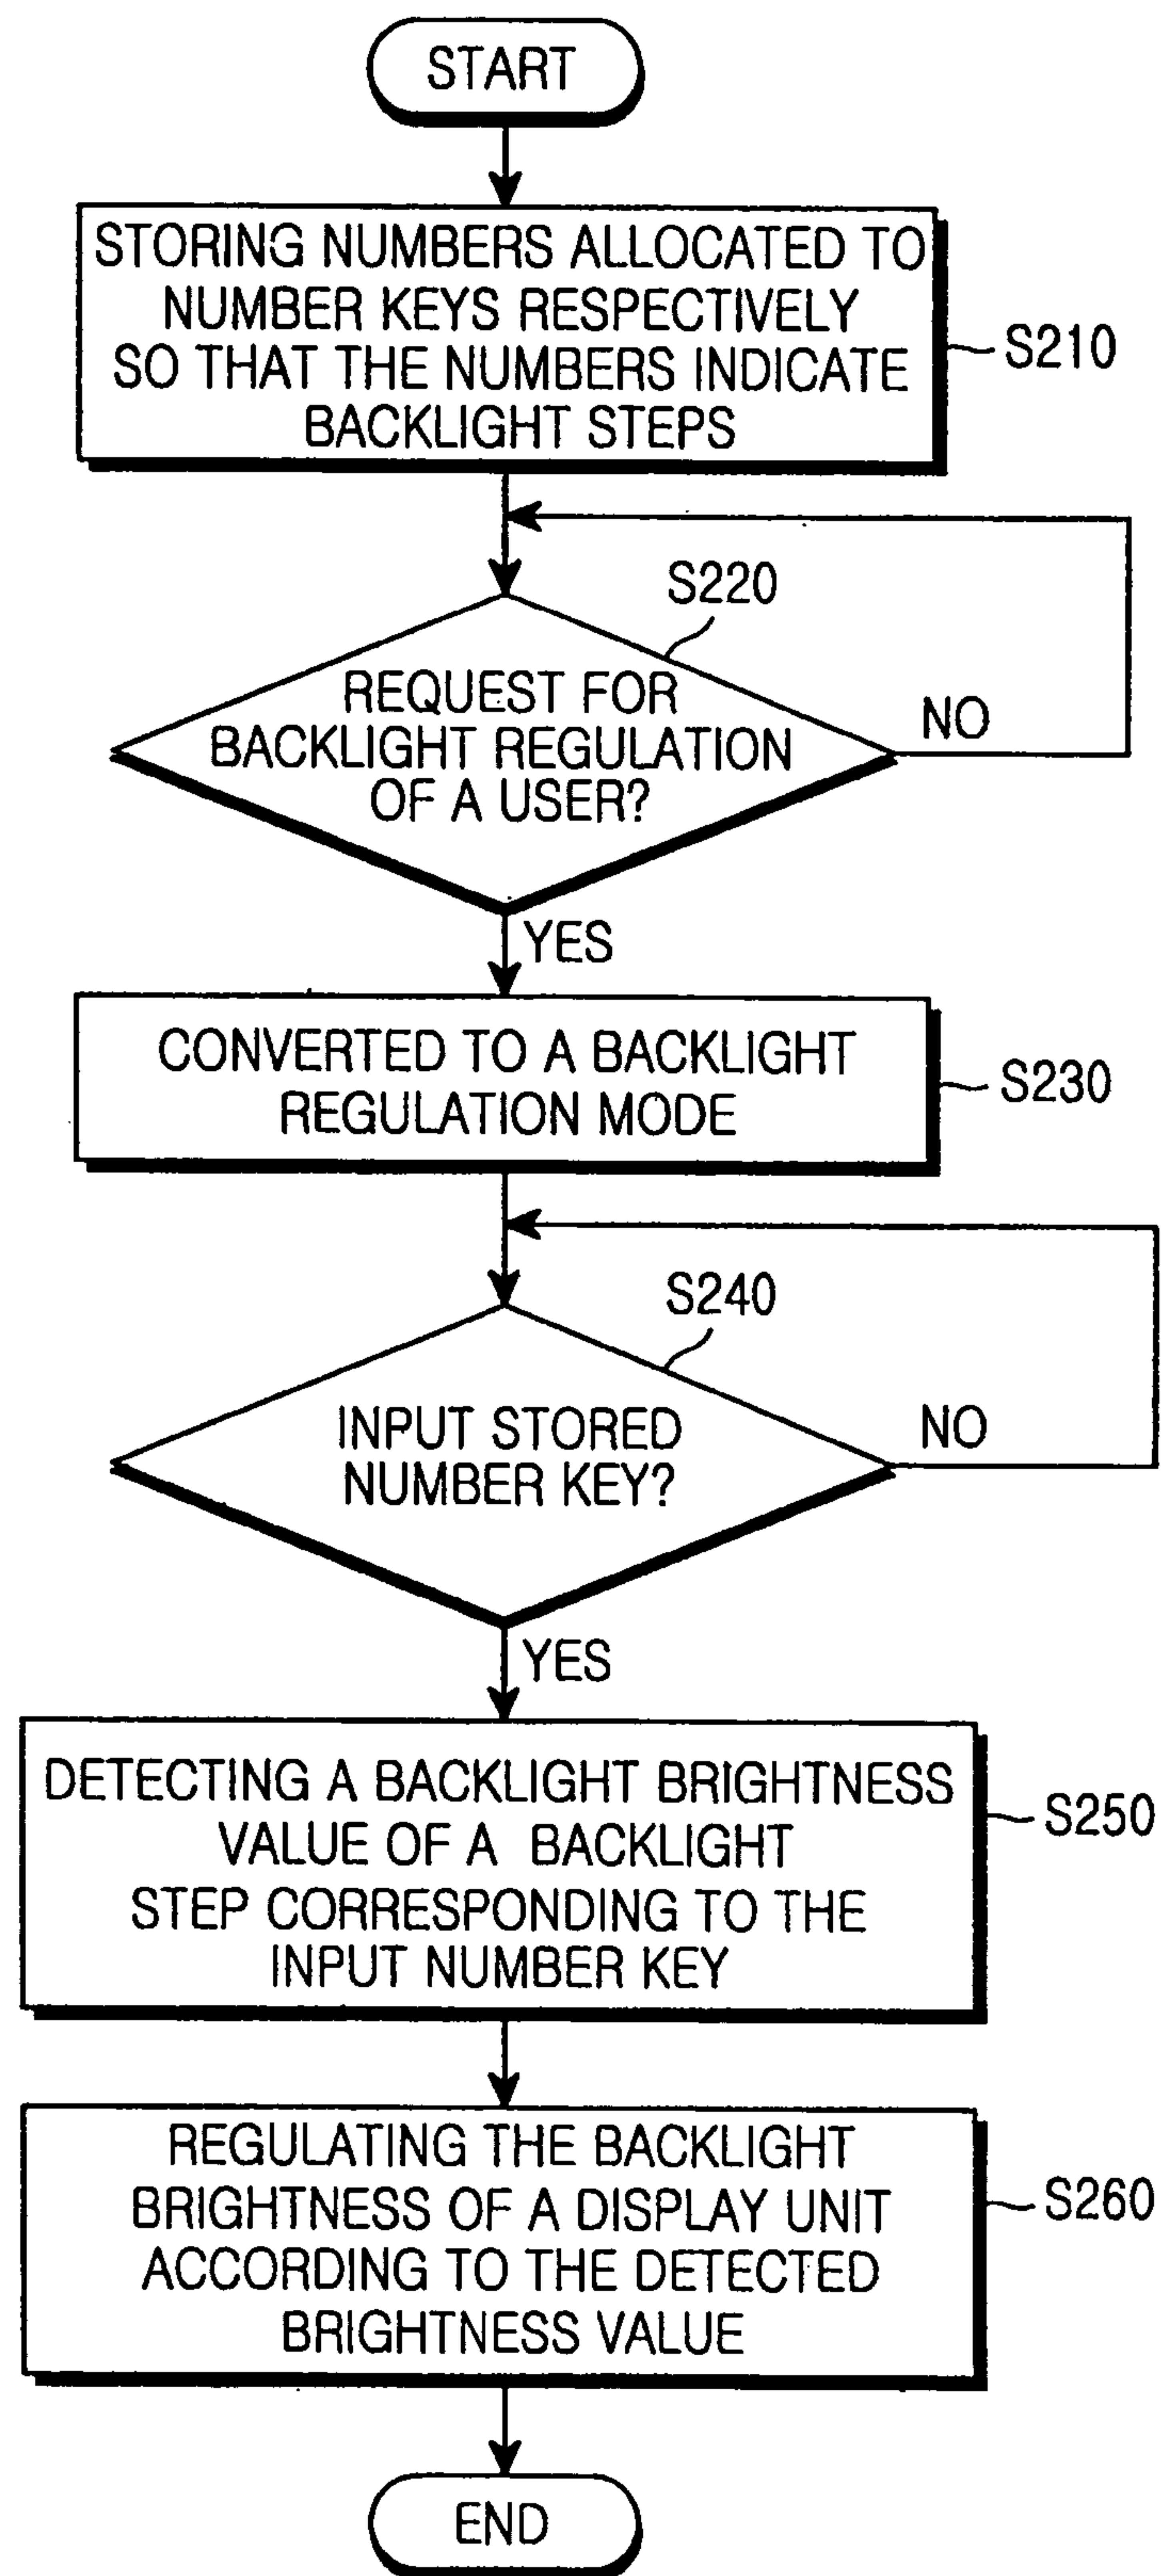 START
STORING NUMBERS ALLOCATED TO
NUMBER KEYS RESPECTIVELY
SO THAT THE NUMBERS INDICATE
BACKLIGHT STEPS
S210
S220
REQUEST FOR
BACKLIGHT REGULATION
OF A USER?
NO
YES
CONVERTED TO A BACKLIGHT
REGULATION MODE
S230
S240
INPUT STORED
NUMBER KEY?
NO
YES
DETECTING A BACKLIGHT BRIGHTNESS
VALUE OF A BACKLIGHT
STEP CORRESPONDING TO THE
INPUT NUMBER KEY
S250
REGULATING THE BACKLIGHT
BRIGHTNESS OF A DISPLAY UNIT
ACCORDING TO THE DETECTED
BRIGHTNESS VALUE
S260
END